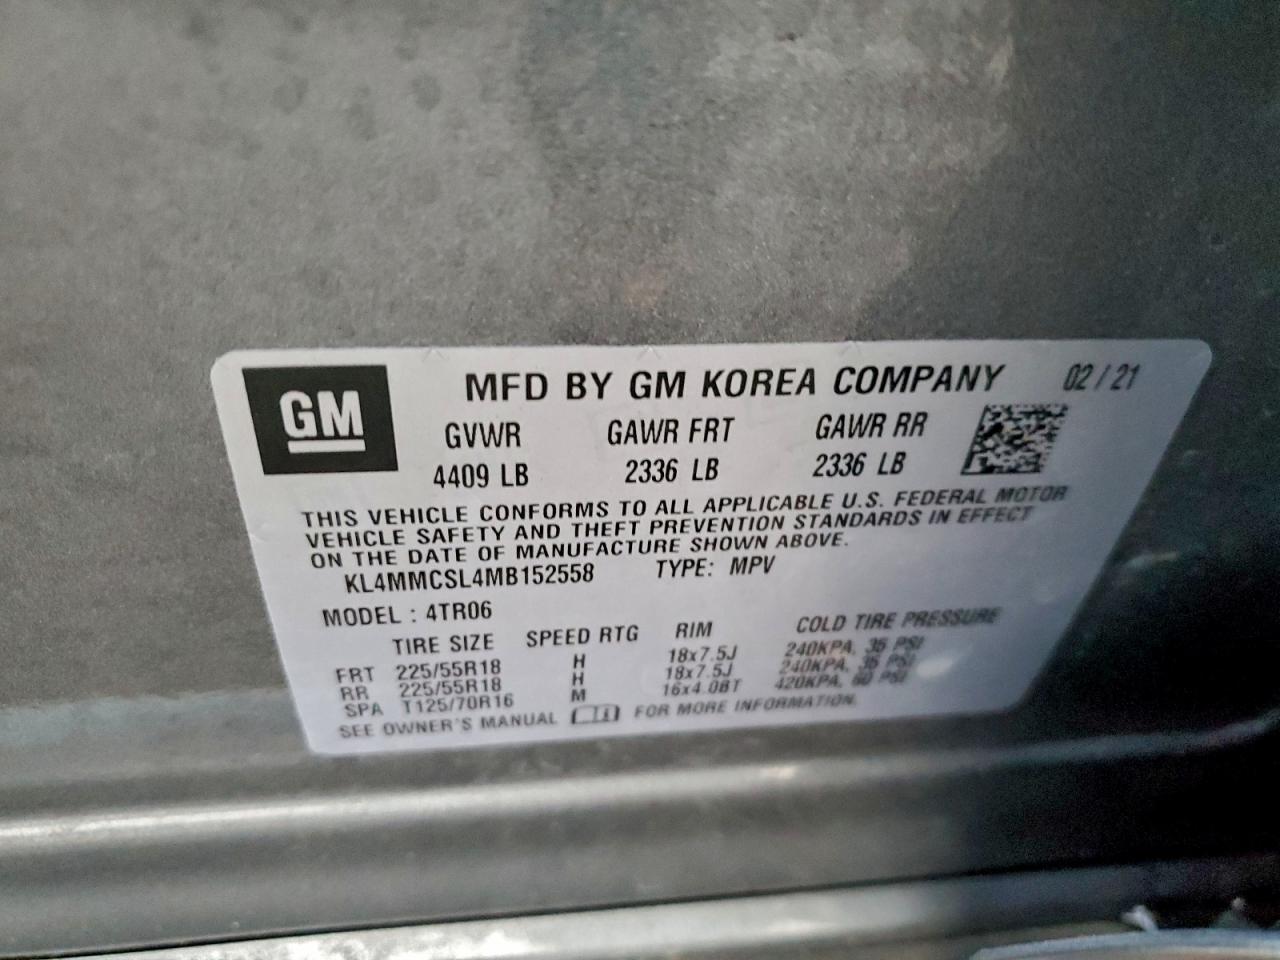 GM
MFD BY GM KOREA COMPANY 02/21
GVWR GAWR FRT GAWR RR
4409 LB 2336 LB 2336 LB
THIS VEHICLE CONFORMS TO ALL APPLICABLE U.S. FEDERAL MOTOR
VEHICLE SAFETY AND THEFT PREVENTION STANDARDS IN EFFECT
ON THE DATE OF MANUFACTURE SHOWN ABOVE.
KL4MMCSL4MB152558 TYPE: MPV
MODEL : 4TR06
TIRE SIZE SPEED RTG RIM COLD TIRE PRESSURE
FRT 225/55R18 H 18x7.5J 240KPA, 35 PSI
RR 225/55R18 H 18x7.5J 240KPA, 35 PSI
SPA T125/70R16 M 16x4.0BT 420KPA, 60 PSI
SEE OWNER'S MANUAL FOR MORE INFORMATION.